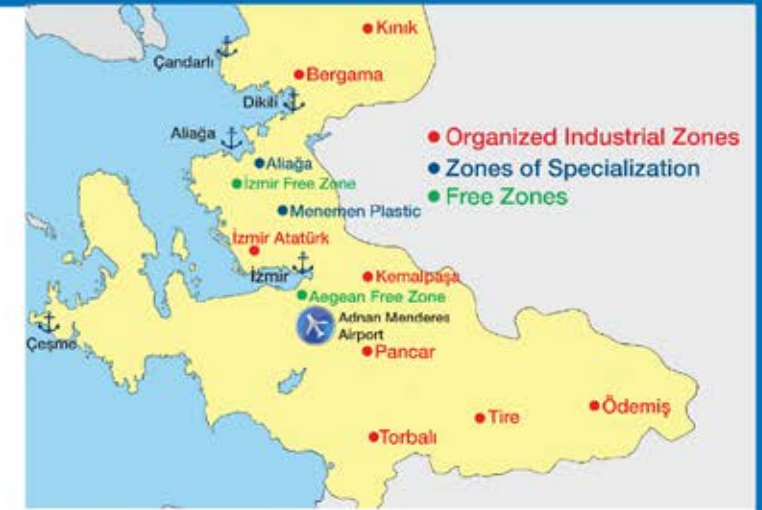 Kınık
Çandarlı
Bergama
Dikili
Aliağa
Organized Industrial Zones
Aliağa
Zones of Specialization
İzmir Free Zone
Free Zones
Menemen Plastic
İzmir Atatürk
İzmir
Kemalpaşa
Aegean Free Zone
Adnan Menderes
Airport
Çeşme
Pancar
Ödemiş
Tire
Torbalı